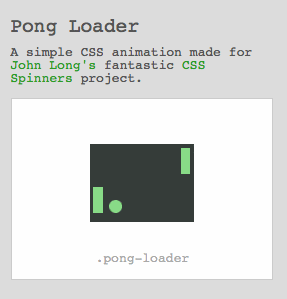 Pong Loader
A simple CSS animation made for
John Long's fantastic CSS
Spinners project.
.pong-loader